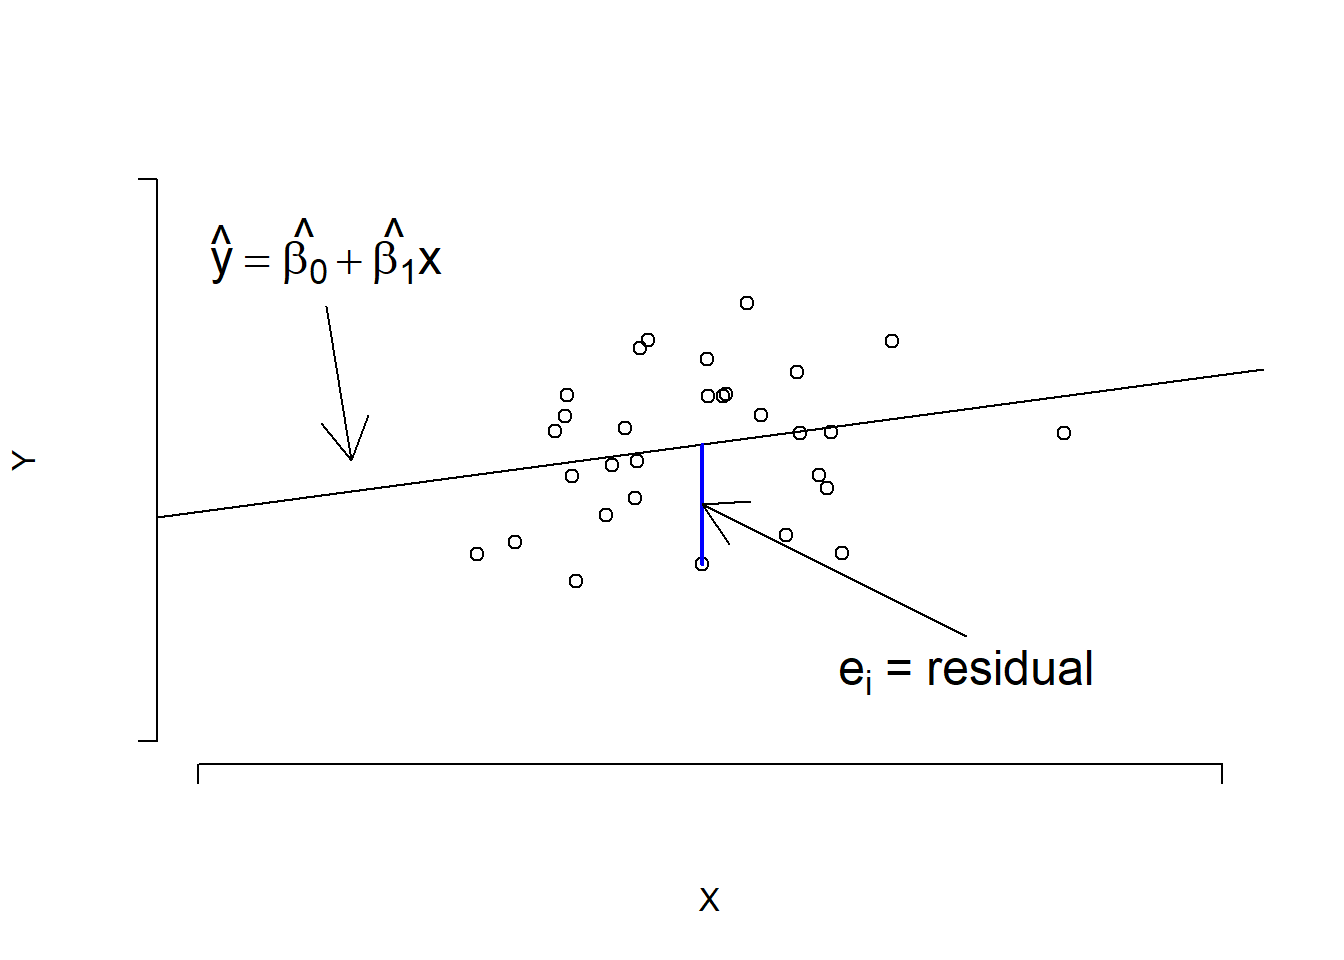 ŷ = β̂₀ + β̂₁x
Y
eᵢ = residual
X